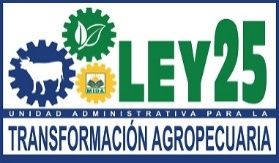 LEY25
MIDA
UNIDAD ADMINISTRATIVA PARA LA
TRANSFORMACIÓN AGROPECUARIA